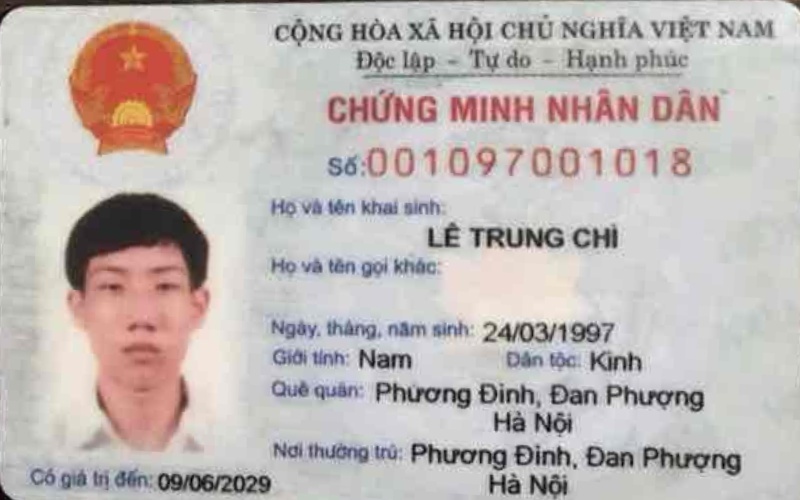 CỘNG HÒA XÃ HỘI CHỦ NGHĨA VIỆT NAM
Độc lập - Tự do - Hạnh phúc
CHỨNG MINH NHÂN DÂN
Số:001097001018
Họ và tên khai sinh:
LÊ TRUNG CHÌ
Họ và tên gọi khác:
Ngày, tháng, năm sinh: 24/03/1997
Giới tính: Nam Dân tộc: Kinh
Quê quán: Phương Đình, Đan Phượng
Hà Nội
Nơi thường trú: Phương Đình, Đan Phượng
Hà Nội
Có giá trị đến: 09/06/2029